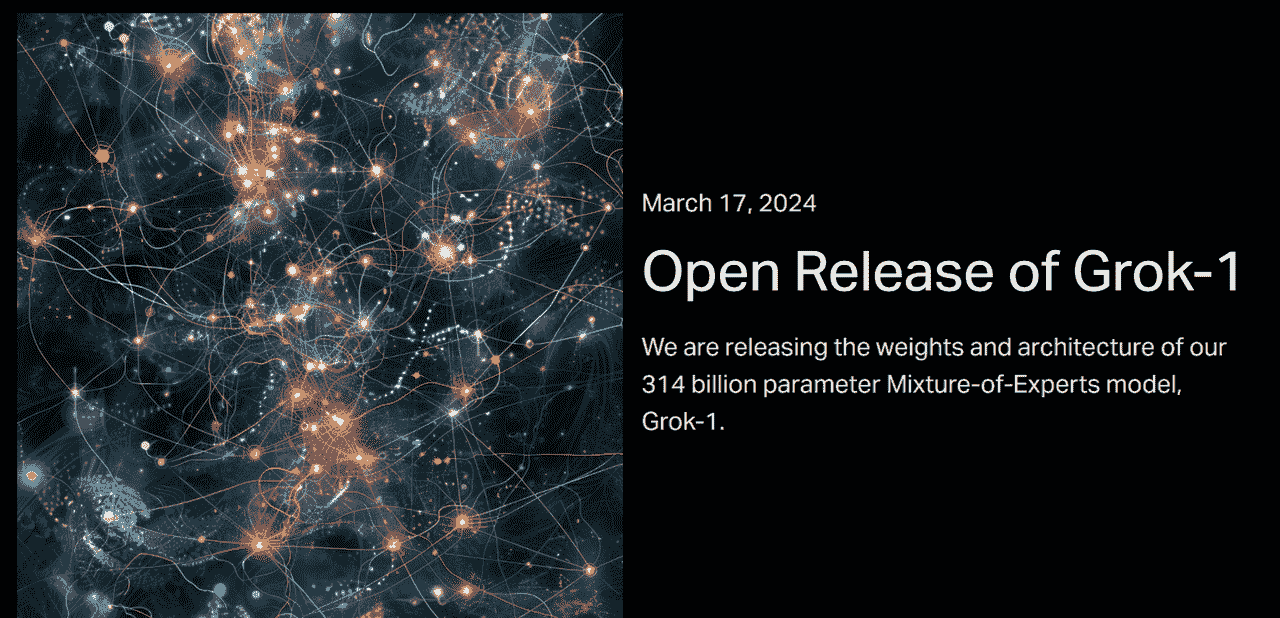 March 17, 2024
Open Release of Grok-1
We are releasing the weights and architecture of our
314 billion parameter Mixture-of-Experts model,
Grok-1.